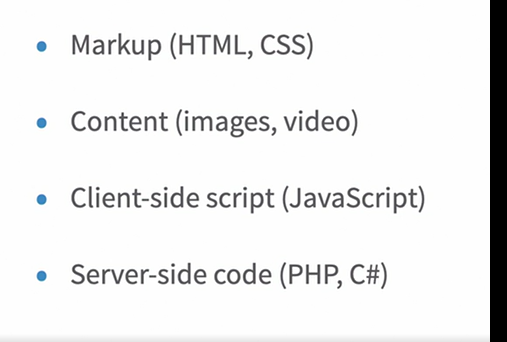 Markup (HTML, CSS)
Content (images, video)
Client-side script (JavaScript)
Server-side code (PHP, C#)